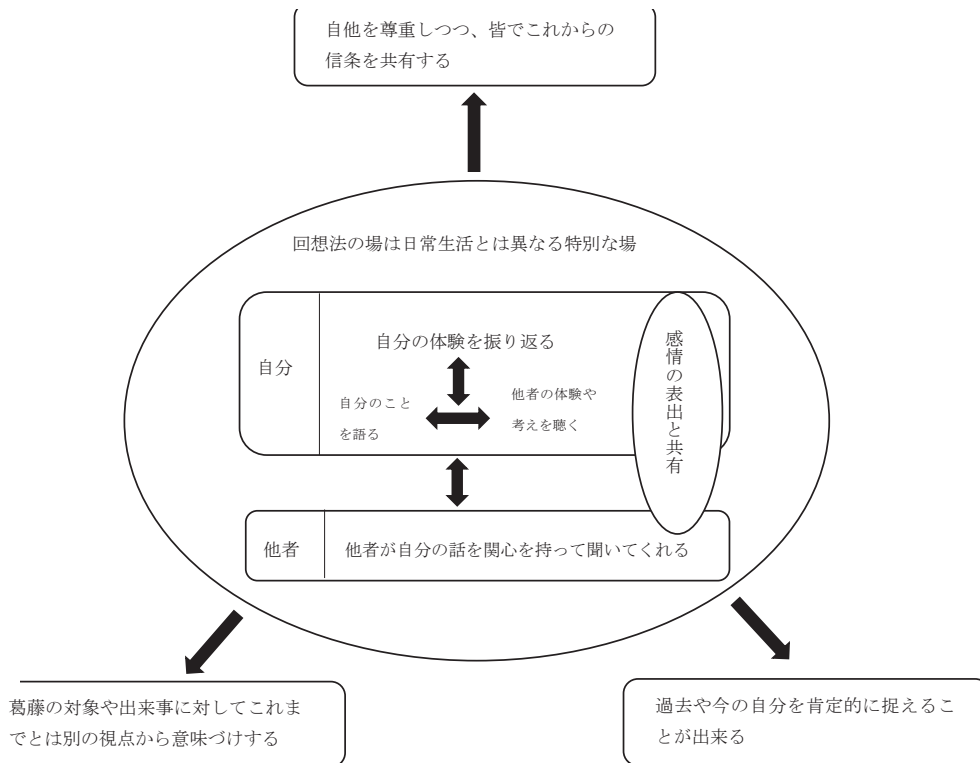 自他を尊重しつつ、皆でこれからの
信条を共有する
回想法の場は日常生活とは異なる特別な場
自分
自分の体験を振り返る
自分のこと
を語る
他者の体験や
考えを聴く
感情の表出と共有
他者
他者が自分の話を関心を持って聞いてくれる
葛藤の対象や出来事に対してこれま
でとは別の視点から意味づけする
過去や今の自分を肯定的に捉えるこ
とが出来る